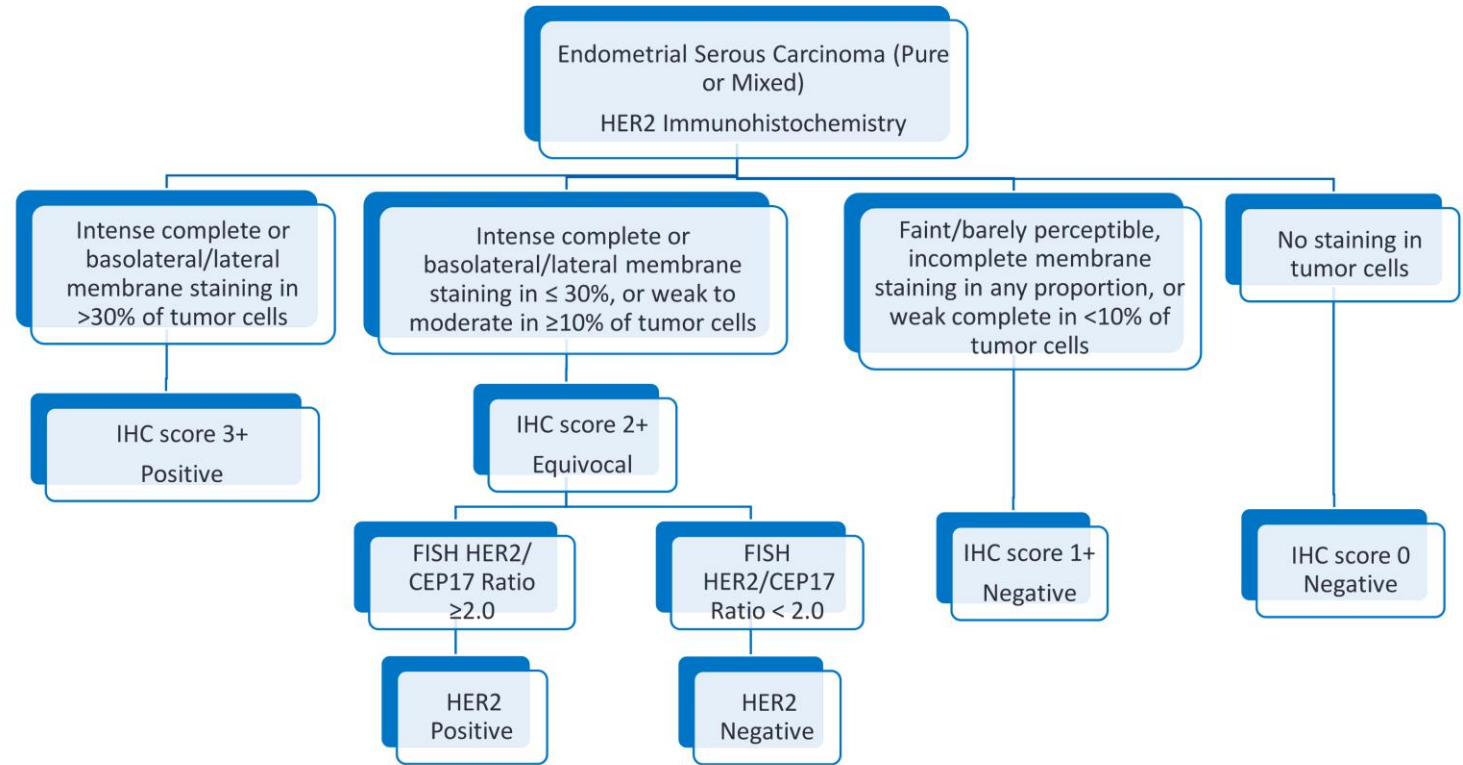 Endometrial Serous Carcinoma (Pure
or Mixed)
HER2 Immunohistochemistry
Intense complete or
basolateral/lateral
membrane staining in
>30% of tumor cells
Intense complete or
basolateral/lateral membrane
staining in ≤ 30%, or weak to
moderate in ≥10% of tumor cells
Faint/barely perceptible,
incomplete membrane
staining in any proportion, or
weak complete in <10% of
tumor cells
No staining in
tumor cells
IHC score 3+
Positive
IHC score 2+
Equivocal
FISH HER2/
CEP17 Ratio
≥2.0
FISH
HER2/CEP17
Ratio < 2.0
IHC score 1+
Negative
IHC score 0
Negative
HER2
Positive
HER2
Negative